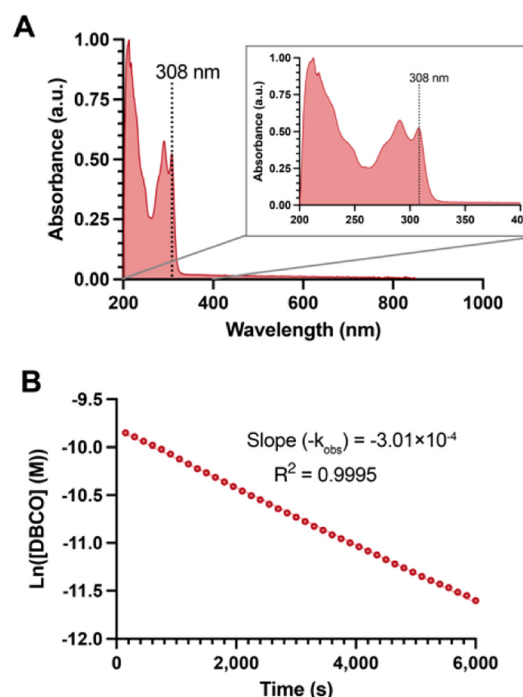 A
308 nm
1.00
0.75
0.50
0.25
0.00
Absorbance (a.u.)
200
400
600
800
1000
Wavelength (nm)
308 nm
1.00
0.75
0.50
0.25
0.00
Absorbance (a.u.)
200
250
300
350
40
B
-9.5
-10.0
-10.5
-11.0
-11.5
-12.0
Ln([DBCO] (M))
Slope (-kobs) = -3.01×10⁻⁴
R² = 0.9995
0
2,000
4,000
6,000
Time (s)